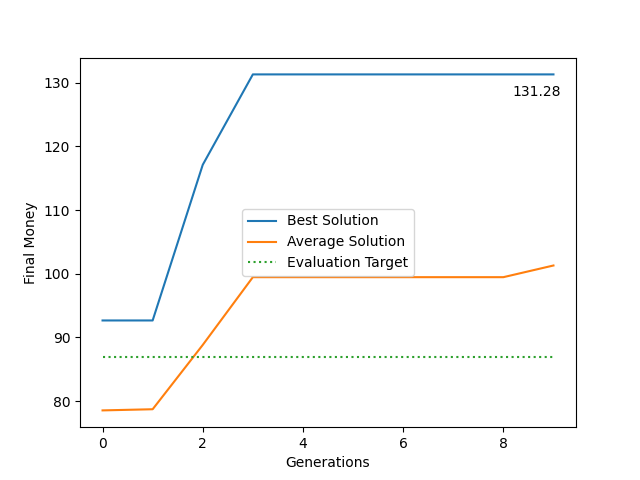 130
120
110
100
90
80
Final Money
131.28
Best Solution
Average Solution
Evaluation Target
0
2
4
6
8
Generations